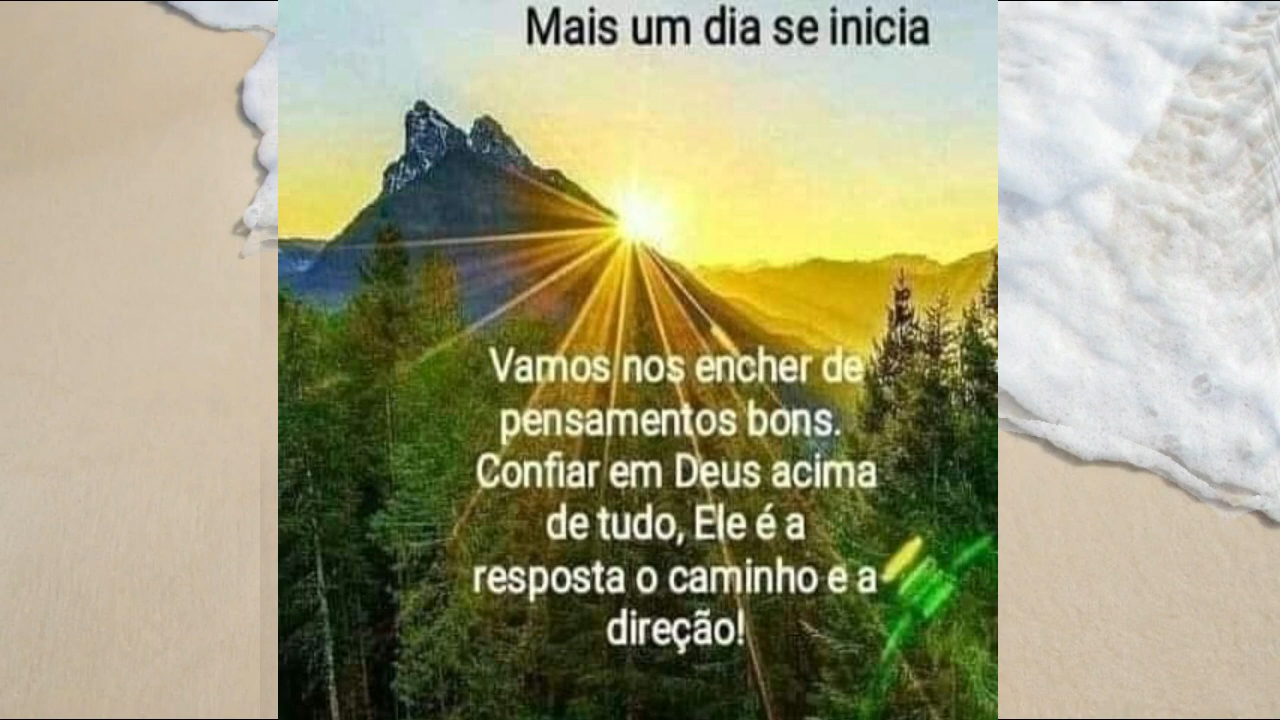 Mais um dia se inicia
Vamos nos encher de
pensamentos bons.
Confiar em Deus acima
de tudo, Ele é a
resposta o caminho e a
direção!